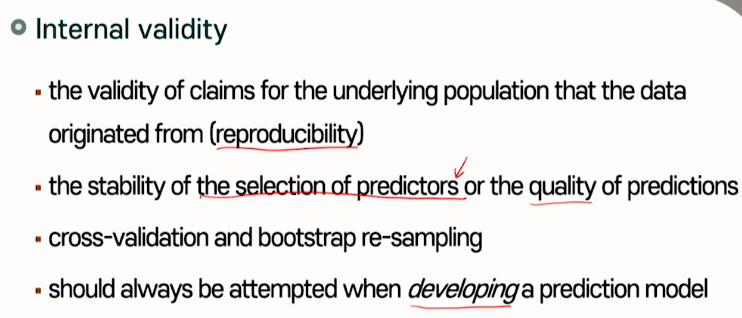 Internal validity
the validity of claims for the underlying population that the data
originated from (reproducibility)
the stability of the selection of predictors or the quality of predictions
cross-validation and bootstrap re-sampling
should always be attempted when developing a prediction model